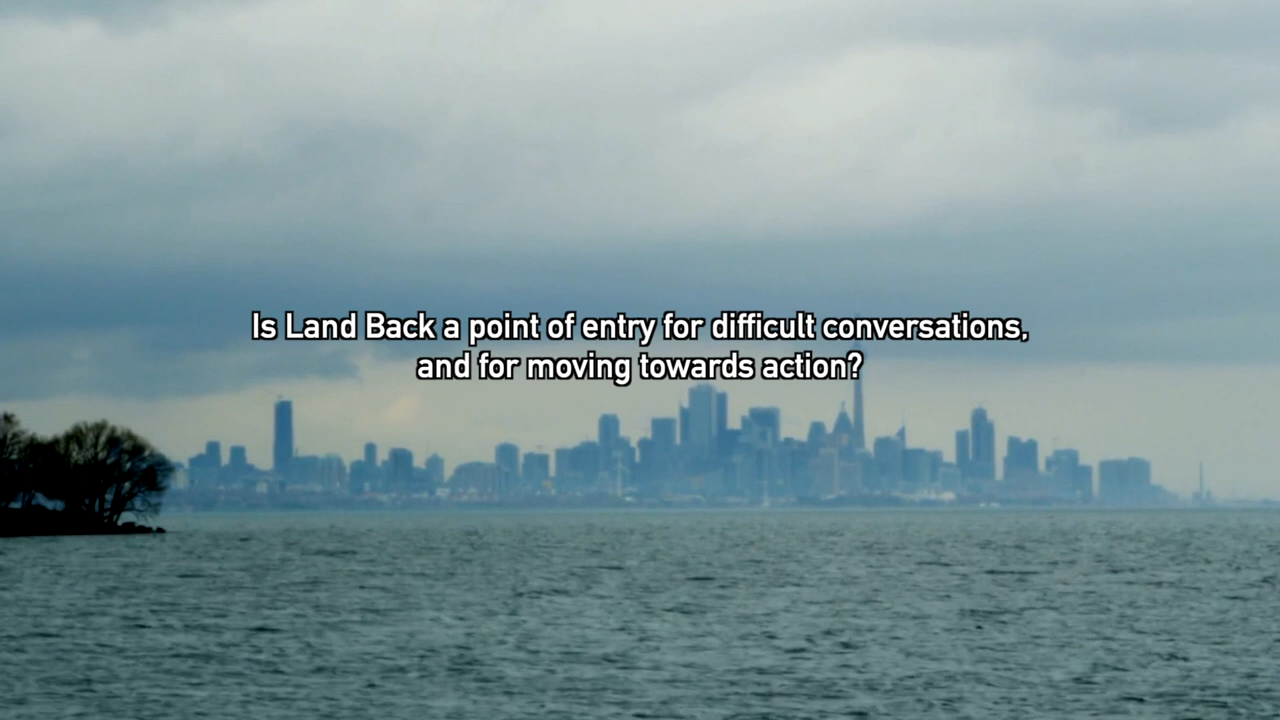 Is Land Back a point of entry for difficult conversations,
and for moving towards action?